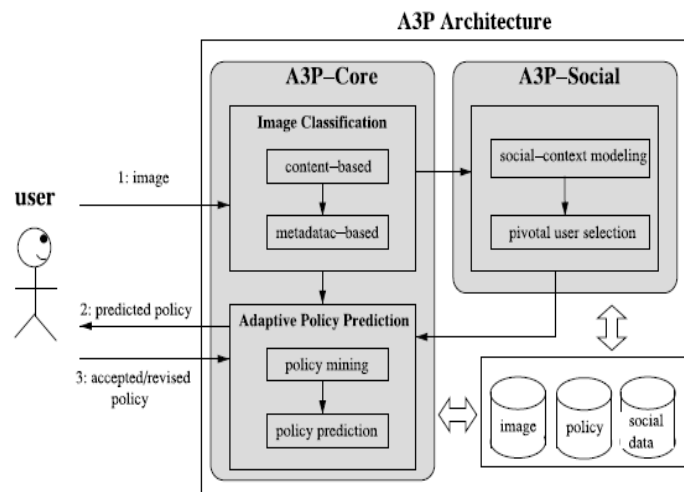 A3P Architecture
A3P–Core
A3P–Social
Image Classification
content–based
metadatac–based
social–context modeling
pivotal user selection
1: image
user
2: predicted policy
3: accepted/revised
policy
Adaptive Policy Prediction
policy mining
policy prediction
image
policy
social
data